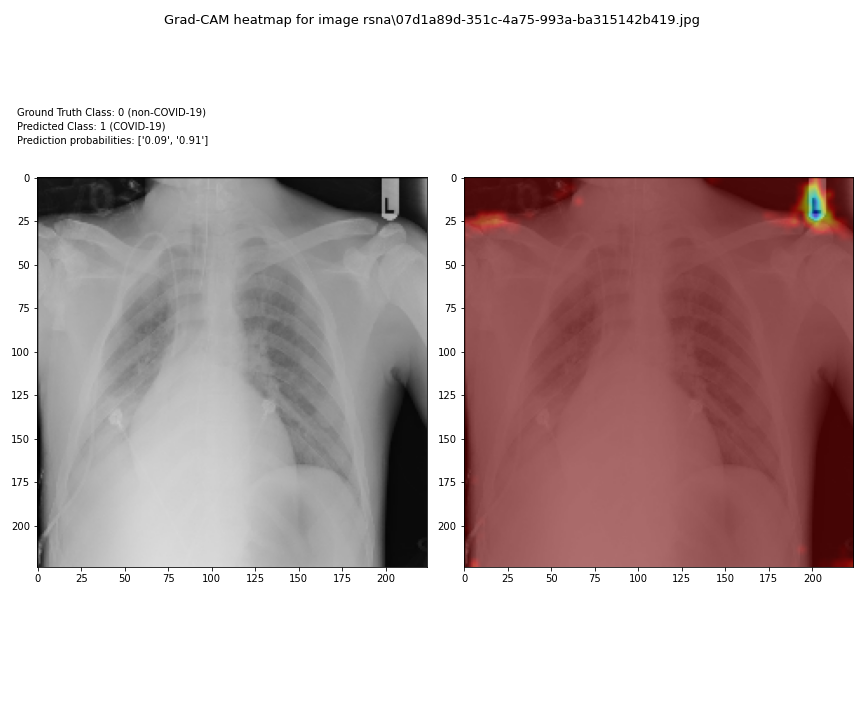 Grad-CAM heatmap for image rsna\07d1a89d-351c-4a75-993a-ba315142b419.jpg
Ground Truth Class: 0 (non-COVID-19)
Predicted Class: 1 (COVID-19)
Prediction probabilities: ['0.09', '0.91']
0
25
50
75
100
125
150
175
200
0 25 50 75 100 125 150 175 200
L
0
25
50
75
100
125
150
175
200
0 25 50 75 100 125 150 175 200
L